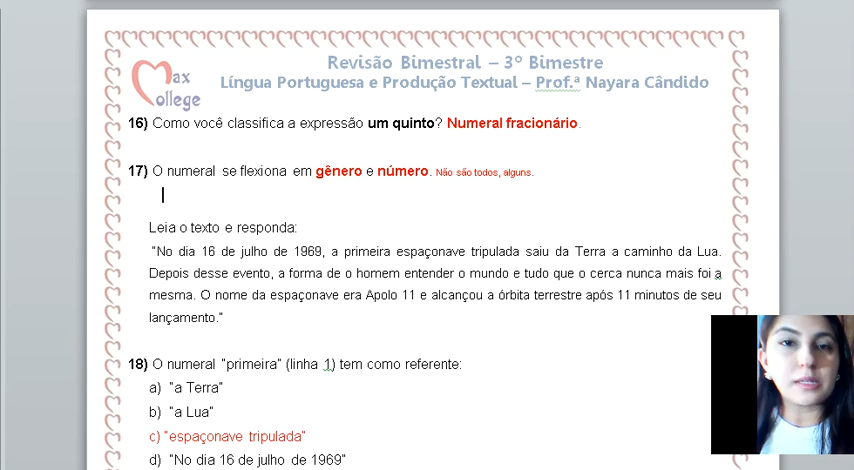 Revisão Bimestral – 3° Bimestre
Max College
Língua Portuguesa e Produção Textual – Prof.ª Nayara Cândido
16) Como você classifica a expressão um quinto? Numeral fracionário.
17) O numeral se flexiona em gênero e número. Não são todos, alguns.
Leia o texto e responda:
"No dia 16 de julho de 1969, a primeira espaçonave tripulada saiu da Terra a caminho da Lua.
Depois desse evento, a forma de o homem entender o mundo e tudo que o cerca nunca mais foi a
mesma. O nome da espaçonave era Apolo 11 e alcançou a órbita terrestre após 11 minutos de seu
lançamento."
18) O numeral "primeira" (linha 1) tem como referente:
a) "a Terra"
b) "a Lua"
c) "espaçonave tripulada"
d) "No dia 16 de julho de 1969"